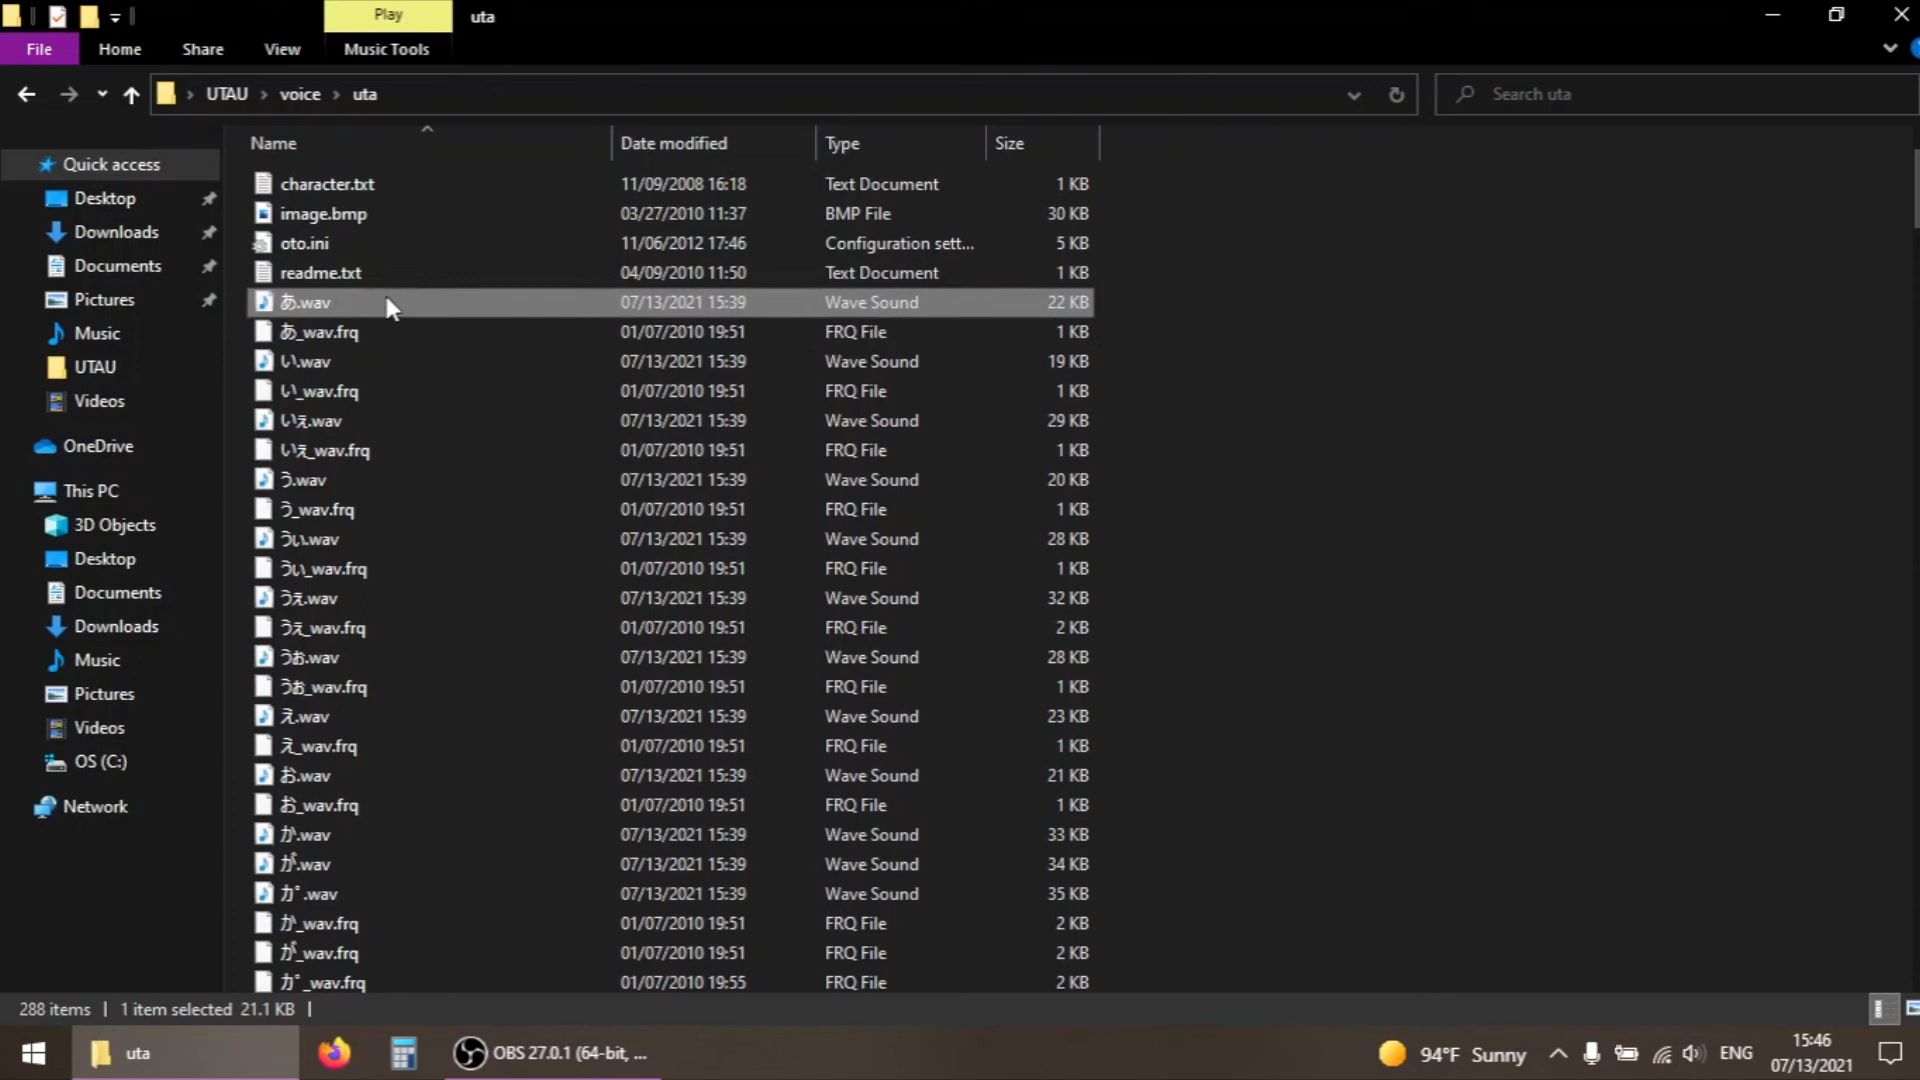 Play
uta
File
Home
Share
View
Music Tools
UTAU
voice
uta
Search uta
Name
Date modified
Type
Size
Quick access
Desktop
Downloads
Documents
Pictures
Music
UTAU
Videos
OneDrive
This PC
3D Objects
Desktop
Documents
Downloads
Music
Pictures
Videos
OS (C:)
Network
character.txt 11/09/2008 16:18 Text Document 1 KB
image.bmp 03/27/2010 11:37 BMP File 30 KB
oto.ini 11/06/2012 17:46 Configuration sett... 5 KB
readme.txt 04/09/2010 11:50 Text Document 1 KB
あ.wav 07/13/2021 15:39 Wave Sound 22 KB
あ_wav.frq 01/07/2010 19:51 FRQ File 1 KB
い.wav 07/13/2021 15:39 Wave Sound 19 KB
い_wav.frq 01/07/2010 19:51 FRQ File 1 KB
いぇ.wav 07/13/2021 15:39 Wave Sound 29 KB
いぇ_wav.frq 01/07/2010 19:51 FRQ File 1 KB
う.wav 07/13/2021 15:39 Wave Sound 20 KB
う_wav.frq 01/07/2010 19:51 FRQ File 1 KB
うぃ.wav 07/13/2021 15:39 Wave Sound 28 KB
うぃ_wav.frq 01/07/2010 19:51 FRQ File 1 KB
うぇ.wav 07/13/2021 15:39 Wave Sound 32 KB
うぇ_wav.frq 01/07/2010 19:51 FRQ File 2 KB
うぉ.wav 07/13/2021 15:39 Wave Sound 28 KB
うぉ_wav.frq 01/07/2010 19:51 FRQ File 1 KB
え.wav 07/13/2021 15:39 Wave Sound 23 KB
え_wav.frq 01/07/2010 19:51 FRQ File 1 KB
お.wav 07/13/2021 15:39 Wave Sound 21 KB
お_wav.frq 01/07/2010 19:51 FRQ File 1 KB
か.wav 07/13/2021 15:39 Wave Sound 33 KB
が.wav 07/13/2021 15:39 Wave Sound 34 KB
か゜.wav 07/13/2021 15:39 Wave Sound 35 KB
か_wav.frq 01/07/2010 19:51 FRQ File 2 KB
が_wav.frq 01/07/2010 19:51 FRQ File 2 KB
か゜_wav.frq 01/07/2010 19:55 FRQ File 2 KB
288 items
1 item selected 21.1 KB
uta
OBS 27.0.1 (64-bit, ...
94°F Sunny
ENG
15:46
07/13/2021